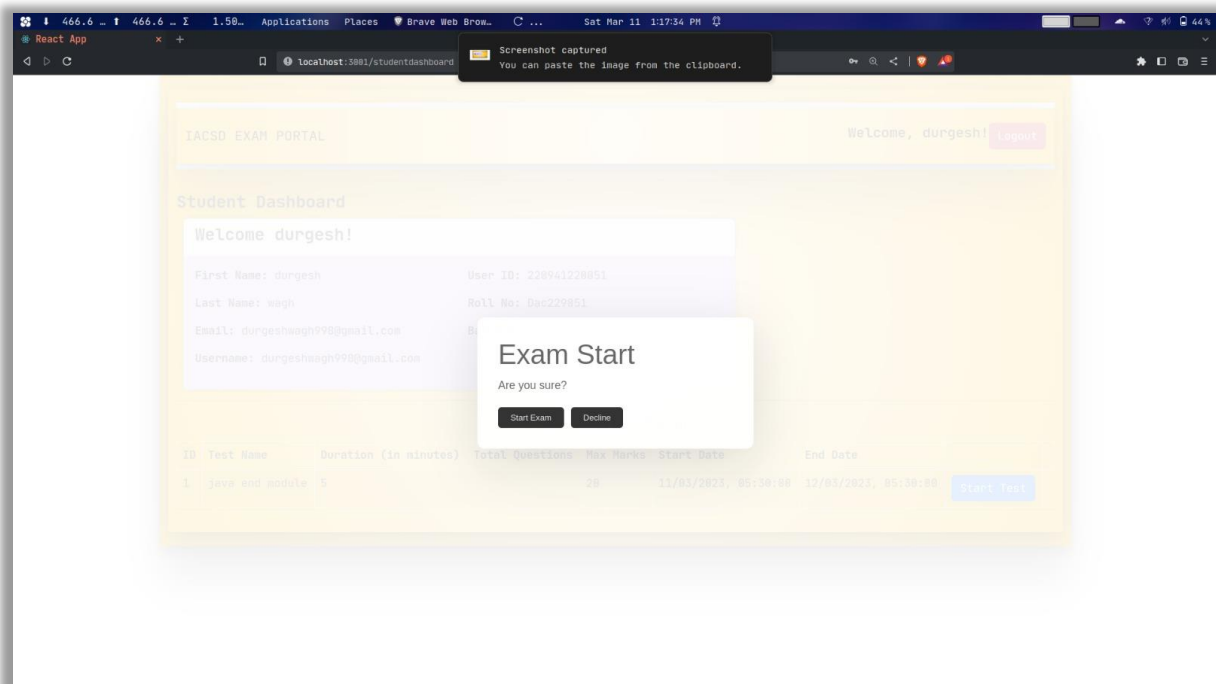 466.6 … 466.6 … Σ 1.50… Applications Places Brave Web Brow… C ... Sat Mar 11 1:17:34 PM 44%
React App × +
localhost:3001/studentdashboard
Screenshot captured
You can paste the image from the clipboard.
IACSD EXAM PORTAL Welcome, durgesh! Logout
Student Dashboard
Welcome durgesh!
First Name: durgesh User ID: 220941220051
Last Name: wagh Roll No: Dac220051
Email: durgeshwagh990@gmail.com
Username: durgeshwagh990@gmail.com
Exam Start
Are you sure?
Start Exam Decline
ID Test Name Duration (in minutes) Total Questions Max Marks Start Date End Date
1 java end module 5 20 11/03/2023, 05:30:00 12/03/2023, 05:30:00 Start Test